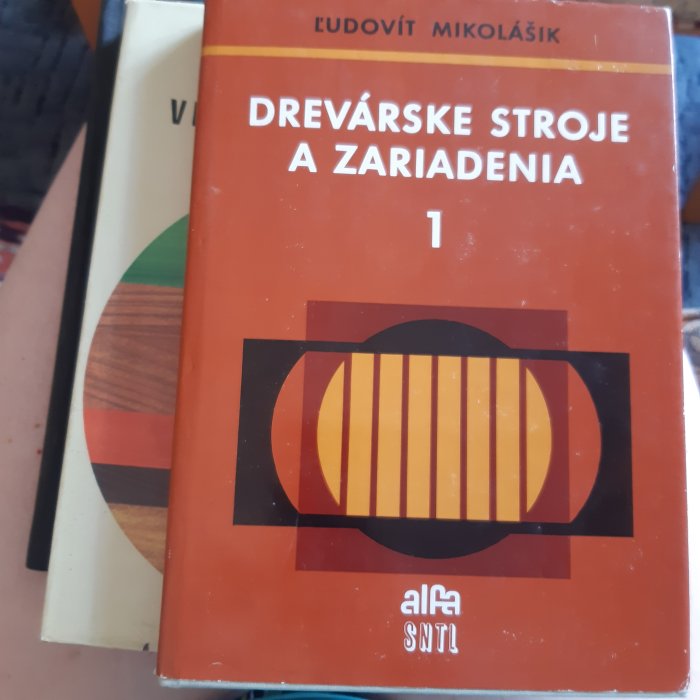 ĽUDOVÍT MIKOLÁŠIK
DREVÁRSKE STROJE
A ZARIADENIA
1
alfa
SNTL